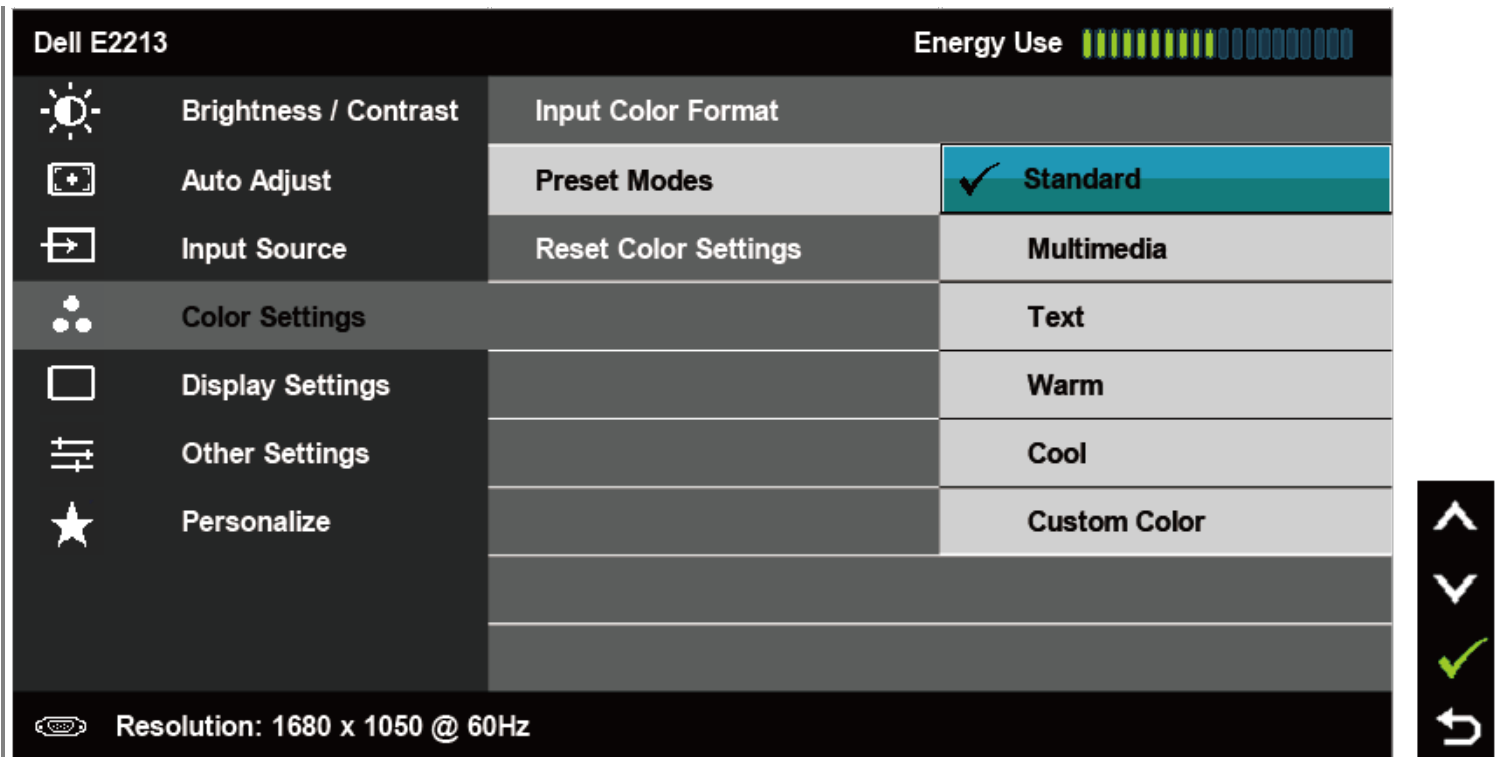 Dell E2213 Energy Use
Brightness / Contrast Input Color Format
Auto Adjust Preset Modes Standard
Input Source Reset Color Settings Multimedia
Color Settings Text
Display Settings Warm
Other Settings Cool
Personalize Custom Color
Resolution: 1680 x 1050 @ 60Hz